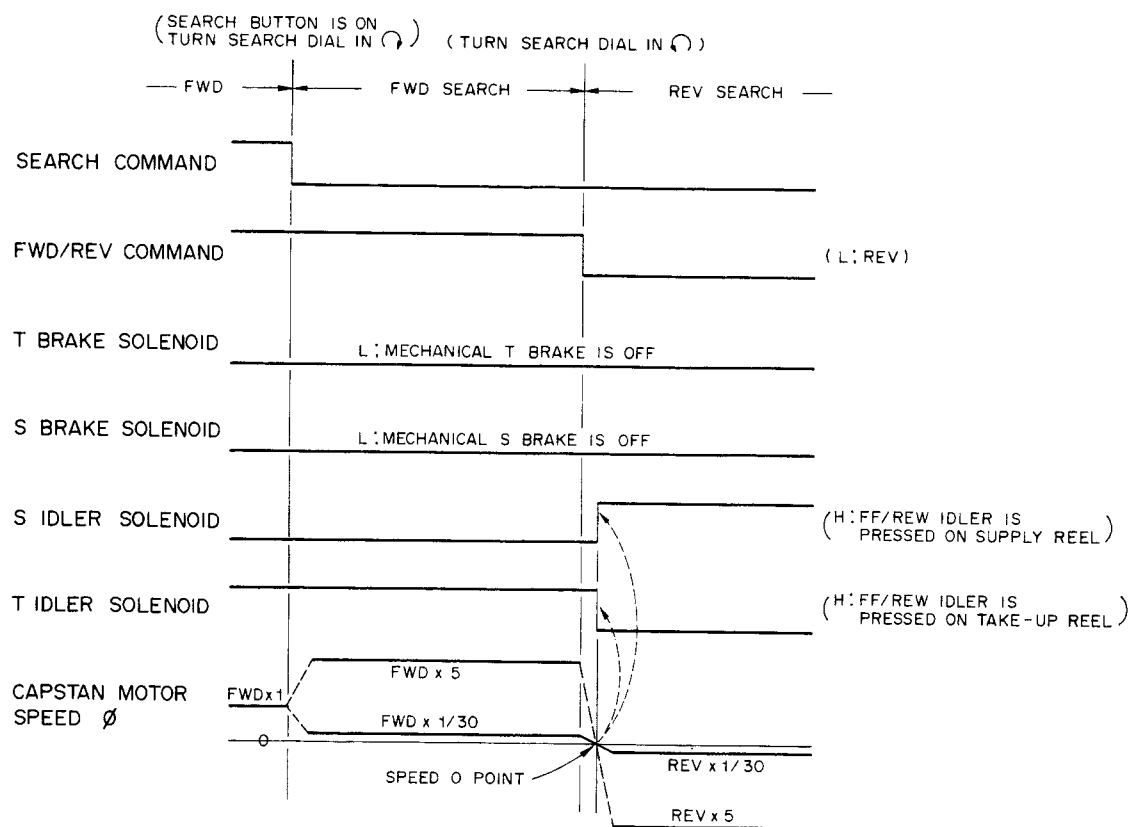 (SEARCH BUTTON IS ON
TURN SEARCH DIAL IN ↷)
(TURN SEARCH DIAL IN ↶)
FWD
FWD SEARCH
REV SEARCH
SEARCH COMMAND
FWD/REV COMMAND
(L:REV)
T BRAKE SOLENOID
L:MECHANICAL T BRAKE IS OFF
S BRAKE SOLENOID
L:MECHANICAL S BRAKE IS OFF
S IDLER SOLENOID
(H:FF/REW IDLER IS
PRESSED ON SUPPLY REEL)
T IDLER SOLENOID
(H:FF/REW IDLER IS
PRESSED ON TAKE-UP REEL)
CAPSTAN MOTOR
SPEED Ø
FWD×1
FWD × 5
FWD × 1/30
0
SPEED 0 POINT
REV × 1/30
REV × 5